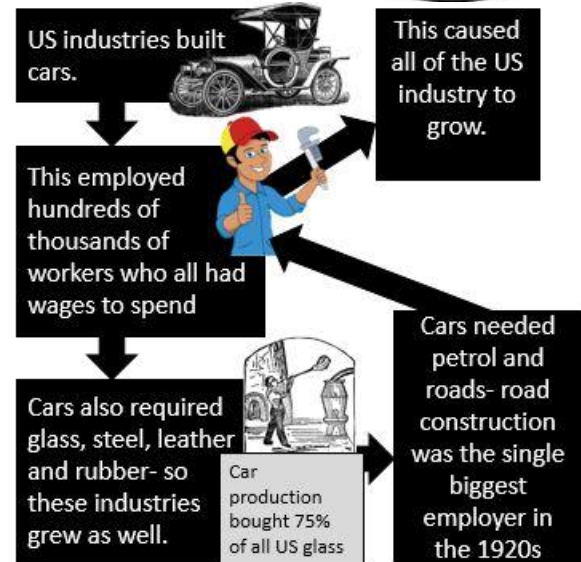 US industries built
cars.
This employed
hundreds of
thousands of
workers who all had
wages to spend
Cars also required
glass, steel, leather
and rubber- so
these industries
grew as well.
Car
production
bought 75%
of all US glass
Cars needed
petrol and
roads- road
construction
was the single
biggest
employer in
the 1920s
This caused
all of the US
industry to
grow.